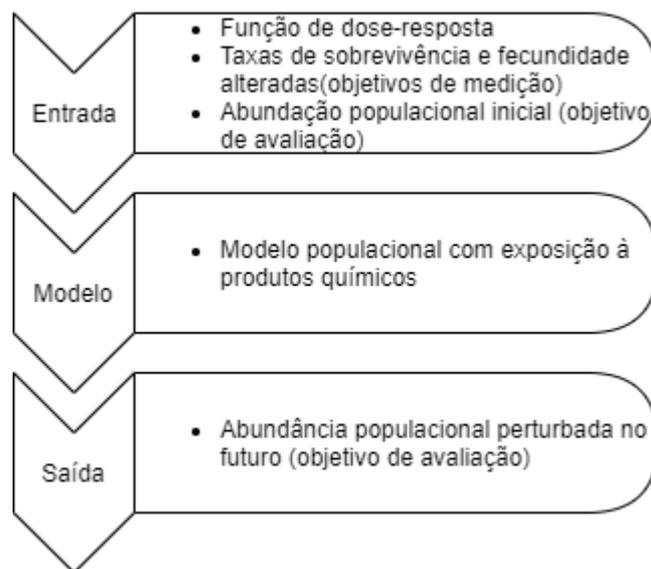 Entrada
• Função de dose-resposta
• Taxas de sobrevivência e fecundidade
alteradas(objetivos de medição)
• Abundação populacional inicial (objetivo
de avaliação)
Modelo
• Modelo populacional com exposição à
produtos químicos
Saída
• Abundância populacional perturbada no
futuro (objetivo de avaliação)